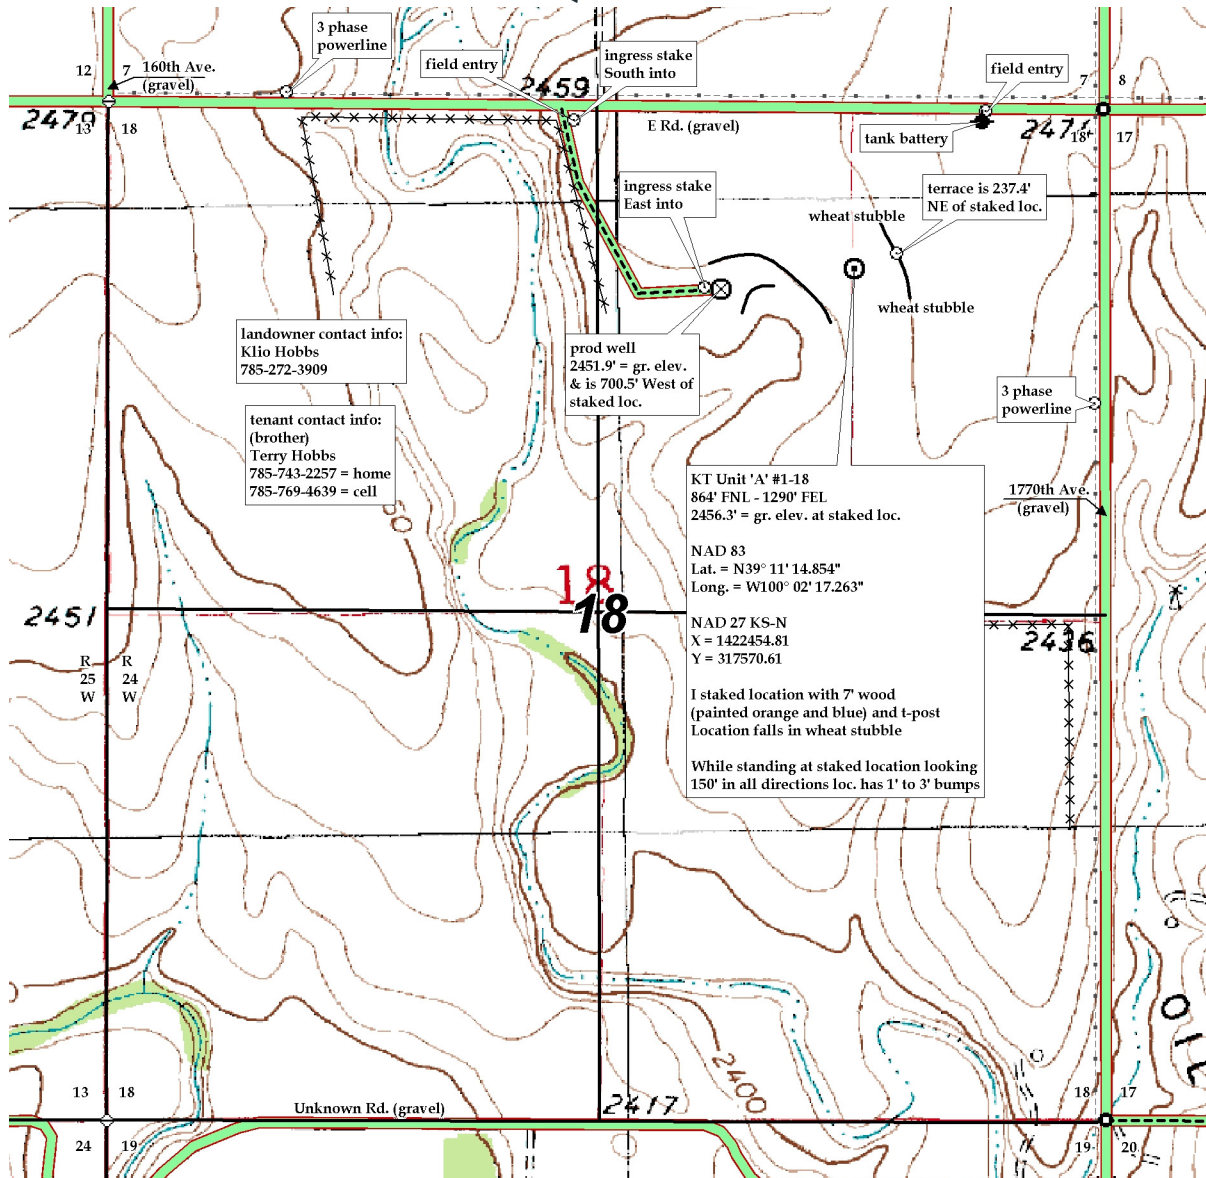 3 phase
powerline
ingress stake
South into
field entry
2459
field entry
12
7
160th Ave.
(gravel)
7
8
2479
13
18
E Rd. (gravel)
tank battery
18
17
ingress stake
East into
terrace is 237.4'
NE of staked loc.
wheat stubble
wheat stubble
landowner contact info:
Klio Hobbs
785-272-3909
prod well
2451.9' = gr. elev.
& is 700.5' West of
staked loc.
3 phase
powerline
tenant contact info:
(brother)
Terry Hobbs
785-743-2257 = home
785-769-4639 = cell
KT Unit 'A' #1-18
864' FNL - 1290' FEL
2456.3' = gr. elev. at staked loc.
NAD 83
Lat. = N39° 11' 14.854"
Long. = W100° 02' 17.263"
NAD 27 KS-N
X = 1422454.81
Y = 317570.61
I staked location with 7' wood
(painted orange and blue) and t-post
Location falls in wheat stubble
While standing at staked location looking
150' in all directions loc. has 1' to 3' bumps
1770th Ave.
(gravel)
18
18
2451
2436
R
25
W
R
24
W
OIL
2400
13
18
Unknown Rd. (gravel)
2417
18
17
24
19
19
20